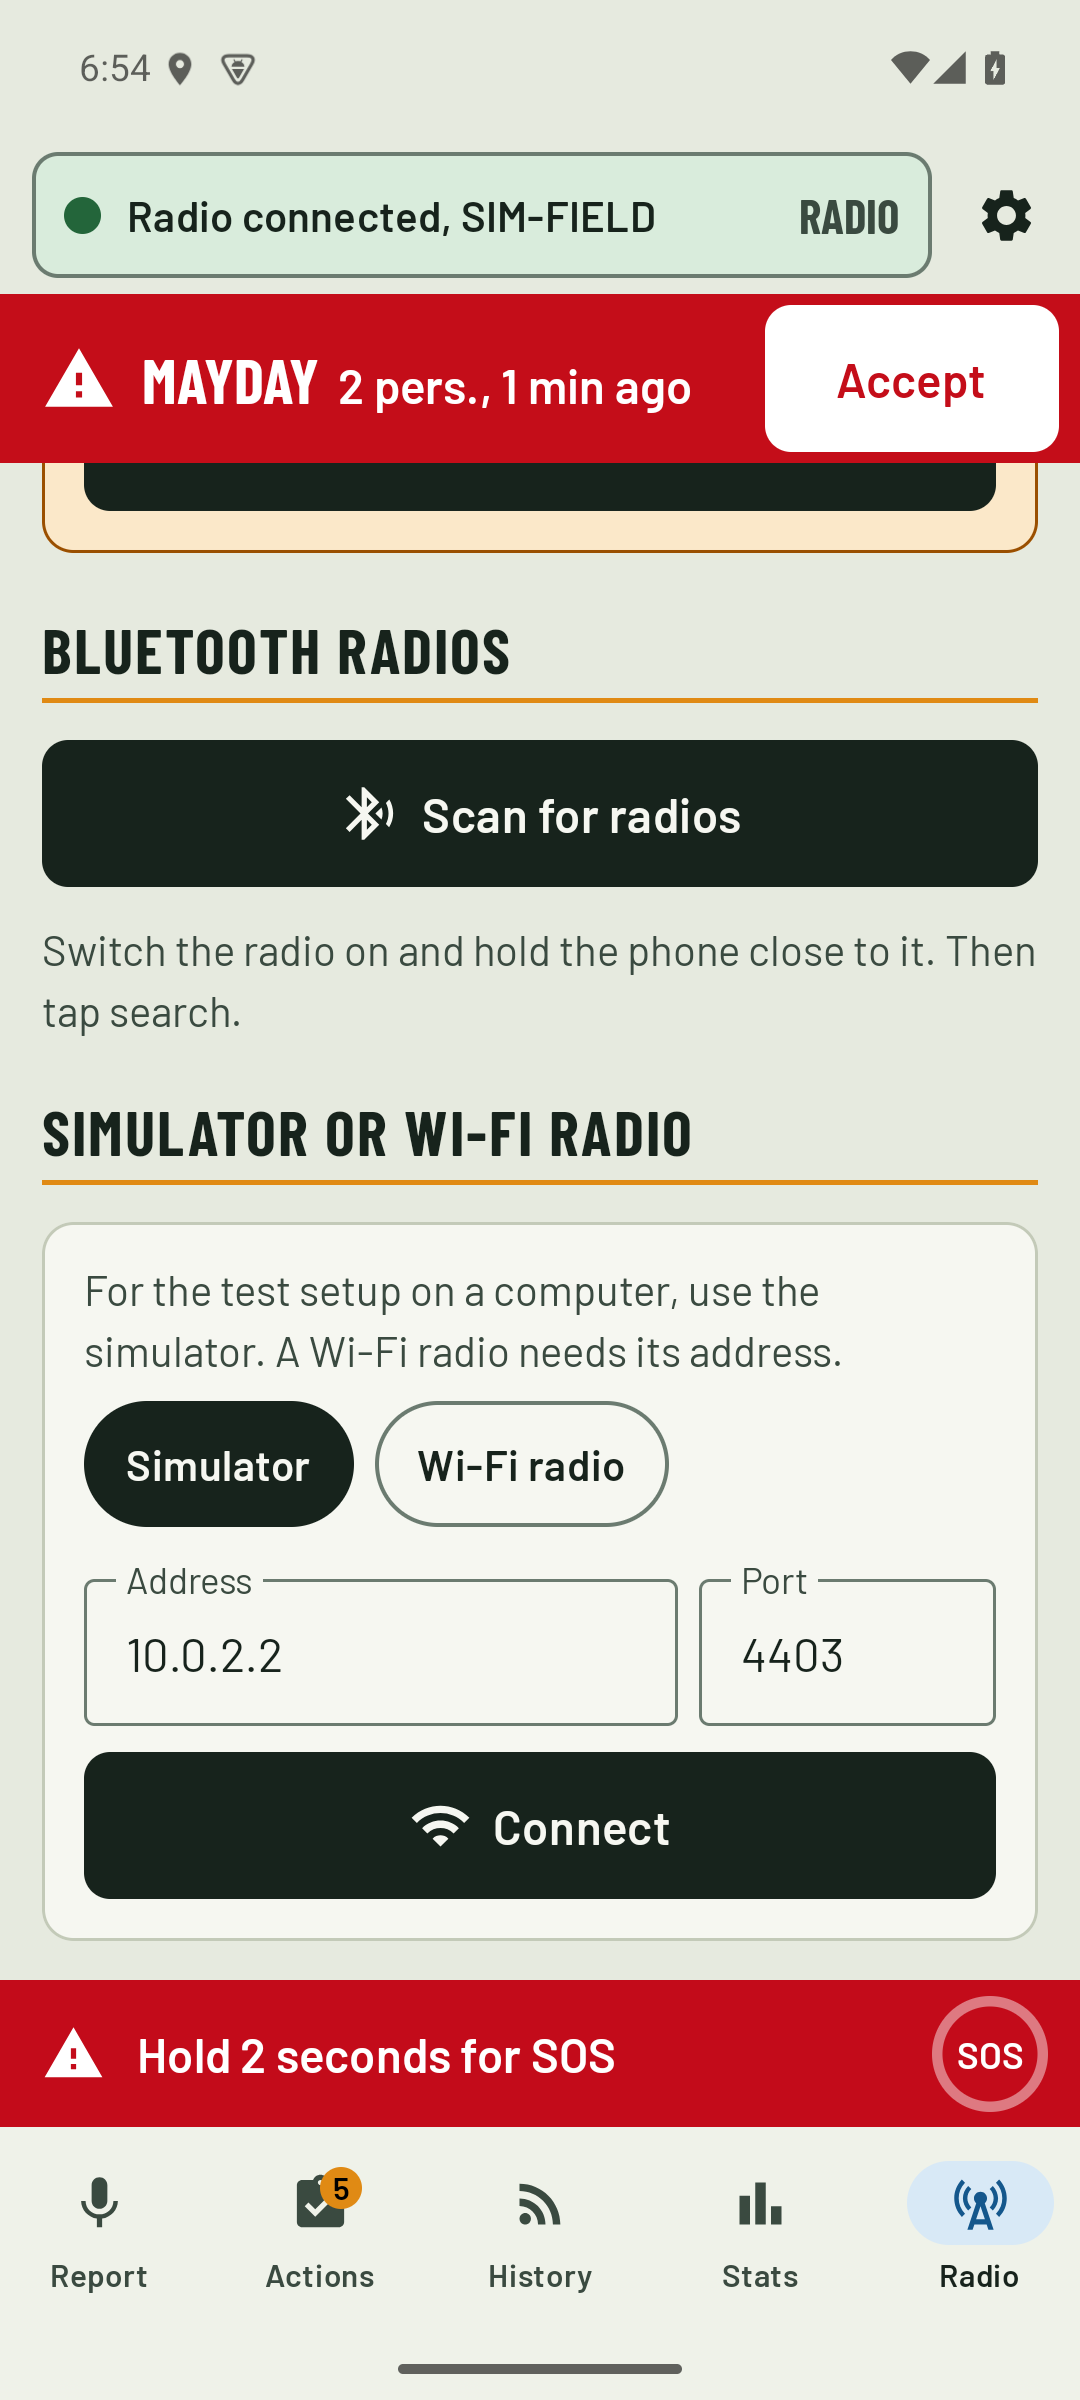 6:54
Radio connected, SIM-FIELD RADIO
MAYDAY 2 pers., 1 min ago Accept
BLUETOOTH RADIOS
Scan for radios
Switch the radio on and hold the phone close to it. Then
tap search.
SIMULATOR OR WI-FI RADIO
For the test setup on a computer, use the
simulator. A Wi-Fi radio needs its address.
Simulator Wi-Fi radio
Address Port
10.0.2.2 4403
Connect
Hold 2 seconds for SOS SOS
5
Report Actions History Stats Radio